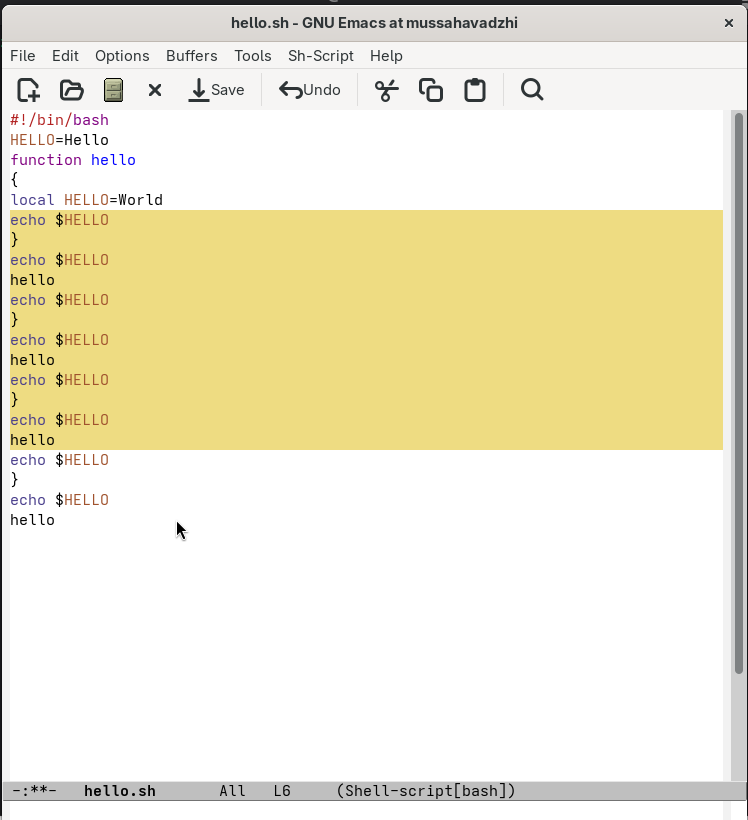 hello.sh - GNU Emacs at mussahavadzhi
File Edit Options Buffers Tools Sh-Script Help
Save Undo
#!/bin/bash
HELLO=Hello
function hello
{
local HELLO=World
echo $HELLO
}
echo $HELLO
hello
echo $HELLO
}
echo $HELLO
hello
echo $HELLO
}
echo $HELLO
hello
echo $HELLO
}
echo $HELLO
hello
-:**- hello.sh All L6 (Shell-script[bash])